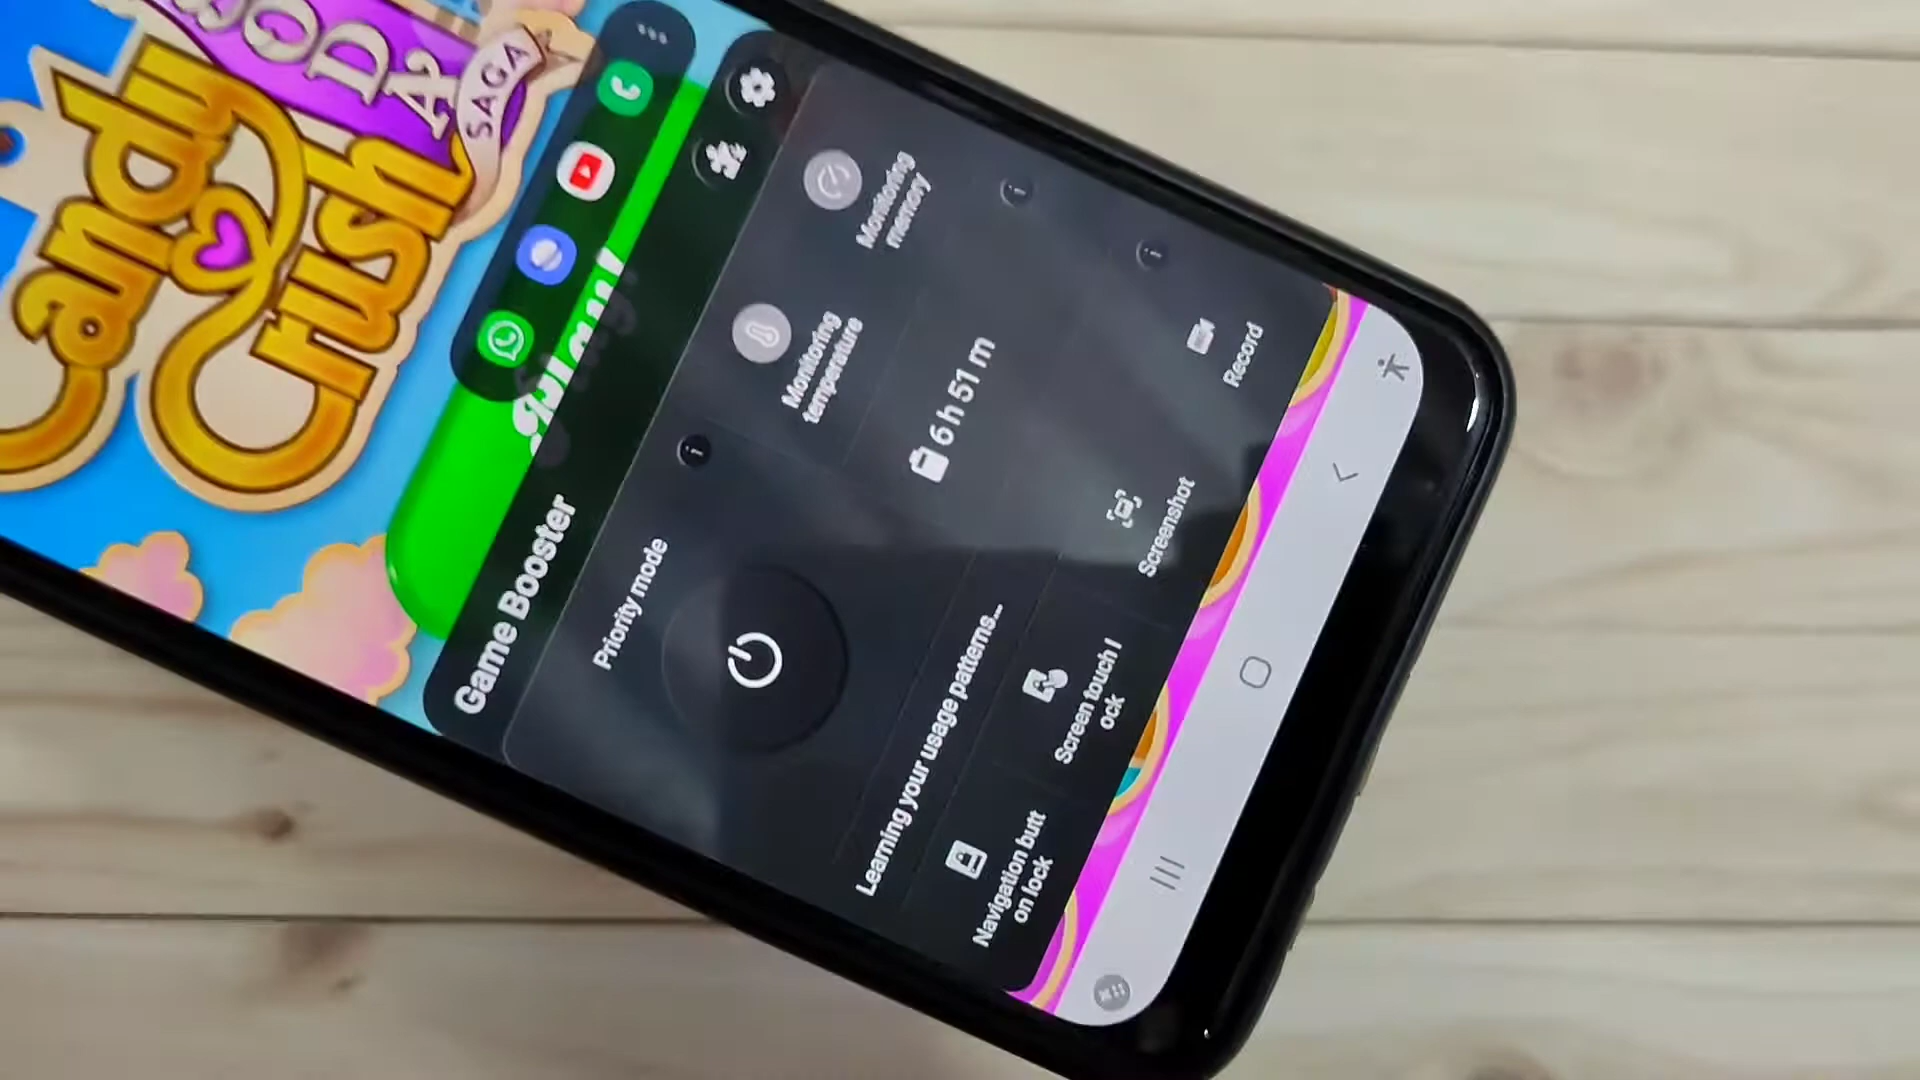 SODA
SAGA
Candy
Crush
Play!
Game Booster
Priority mode
Monitoring
temperature
Monitoring
memory
6 h 51 m
Learning your usage patterns...
Navigation butt
on lock
Screen touch l
ock
Screenshot
Record